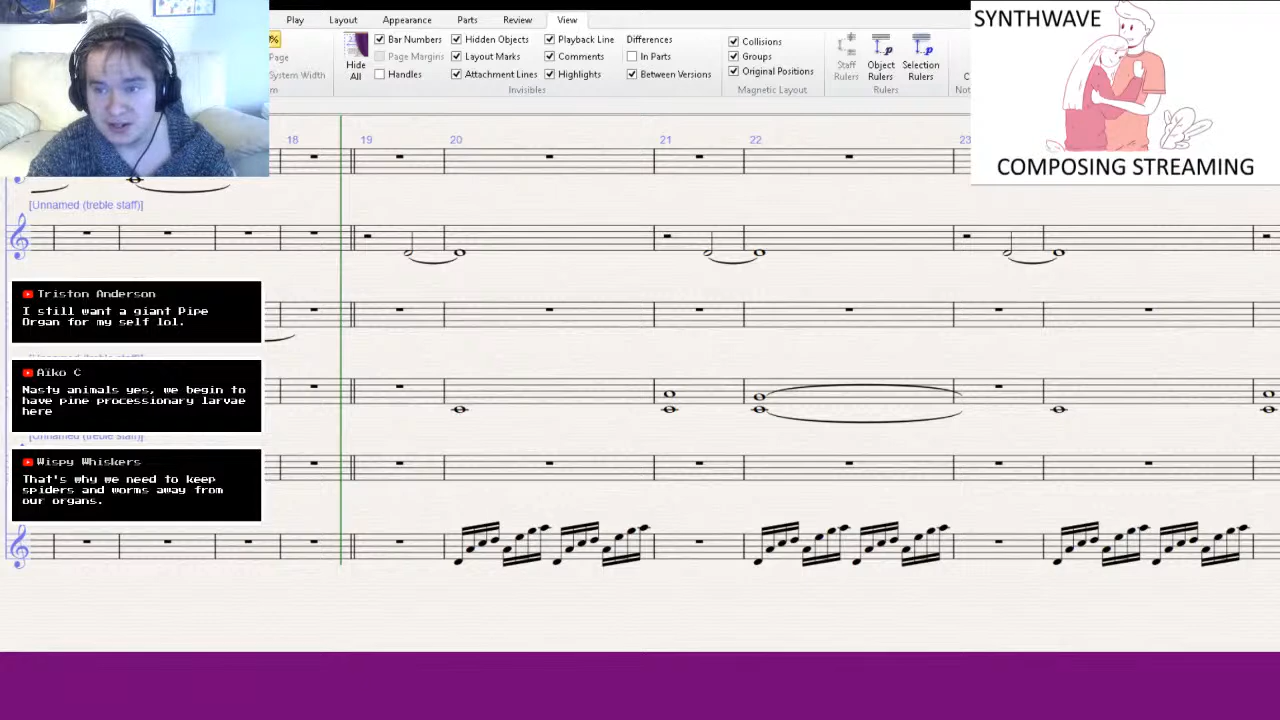 Play Layout Appearance Parts Review View
SYNTHWAVE
Page
System Width
Hide
All
Bar Numbers
Page Margins
Handles
Hidden Objects
Layout Marks
Attachment Lines
Playback Line
Comments
Highlights
Invisibles
Differences
In Parts
Between Versions
Collisions
Groups
Original Positions
Magnetic Layout
Staff
Rulers
Object
Rulers
Selection
Rulers
Rulers
COMPOSING STREAMING
18 19 20 21 22 23
[Unnamed (treble staff)]
Triston Anderson
I still want a giant Pipe
Organ for my self lol.
Aiko C
Nasty animals yes, we begin to
have pine processionary larvae
here
[Unnamed (treble staff)]
Wispy Whiskers
That's why we need to keep
spiders and worms away from
our organs.